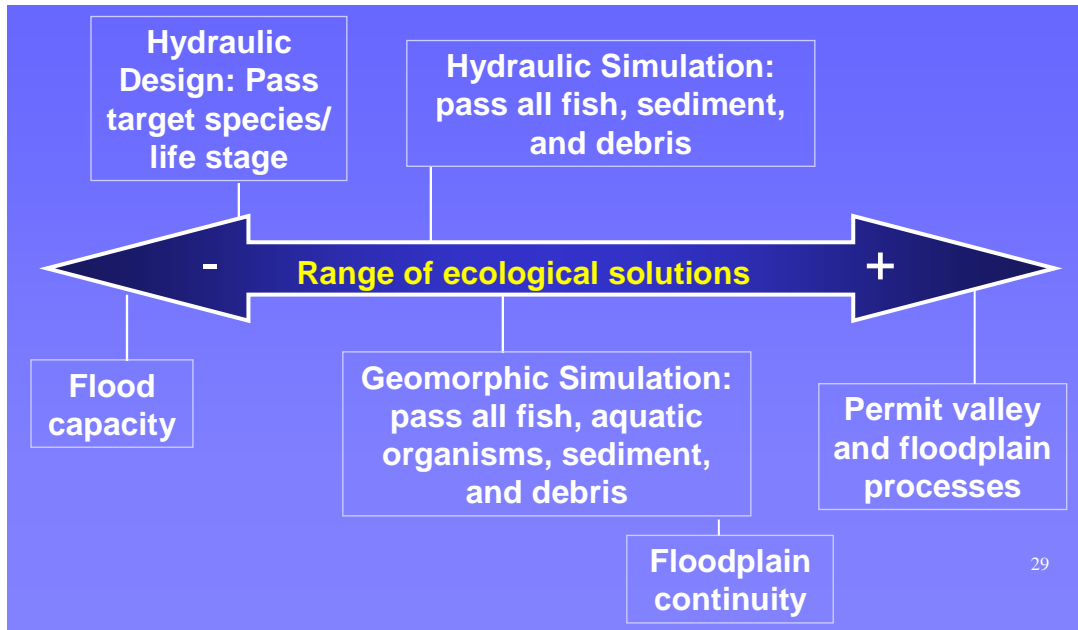 Hydraulic
Design: Pass
target species/
life stage
Hydraulic Simulation:
pass all fish, sediment,
and debris
-
Range of ecological solutions
+
Flood
capacity
Geomorphic Simulation:
pass all fish, aquatic
organisms, sediment,
and debris
Permit valley
and floodplain
processes
Floodplain
continuity
29